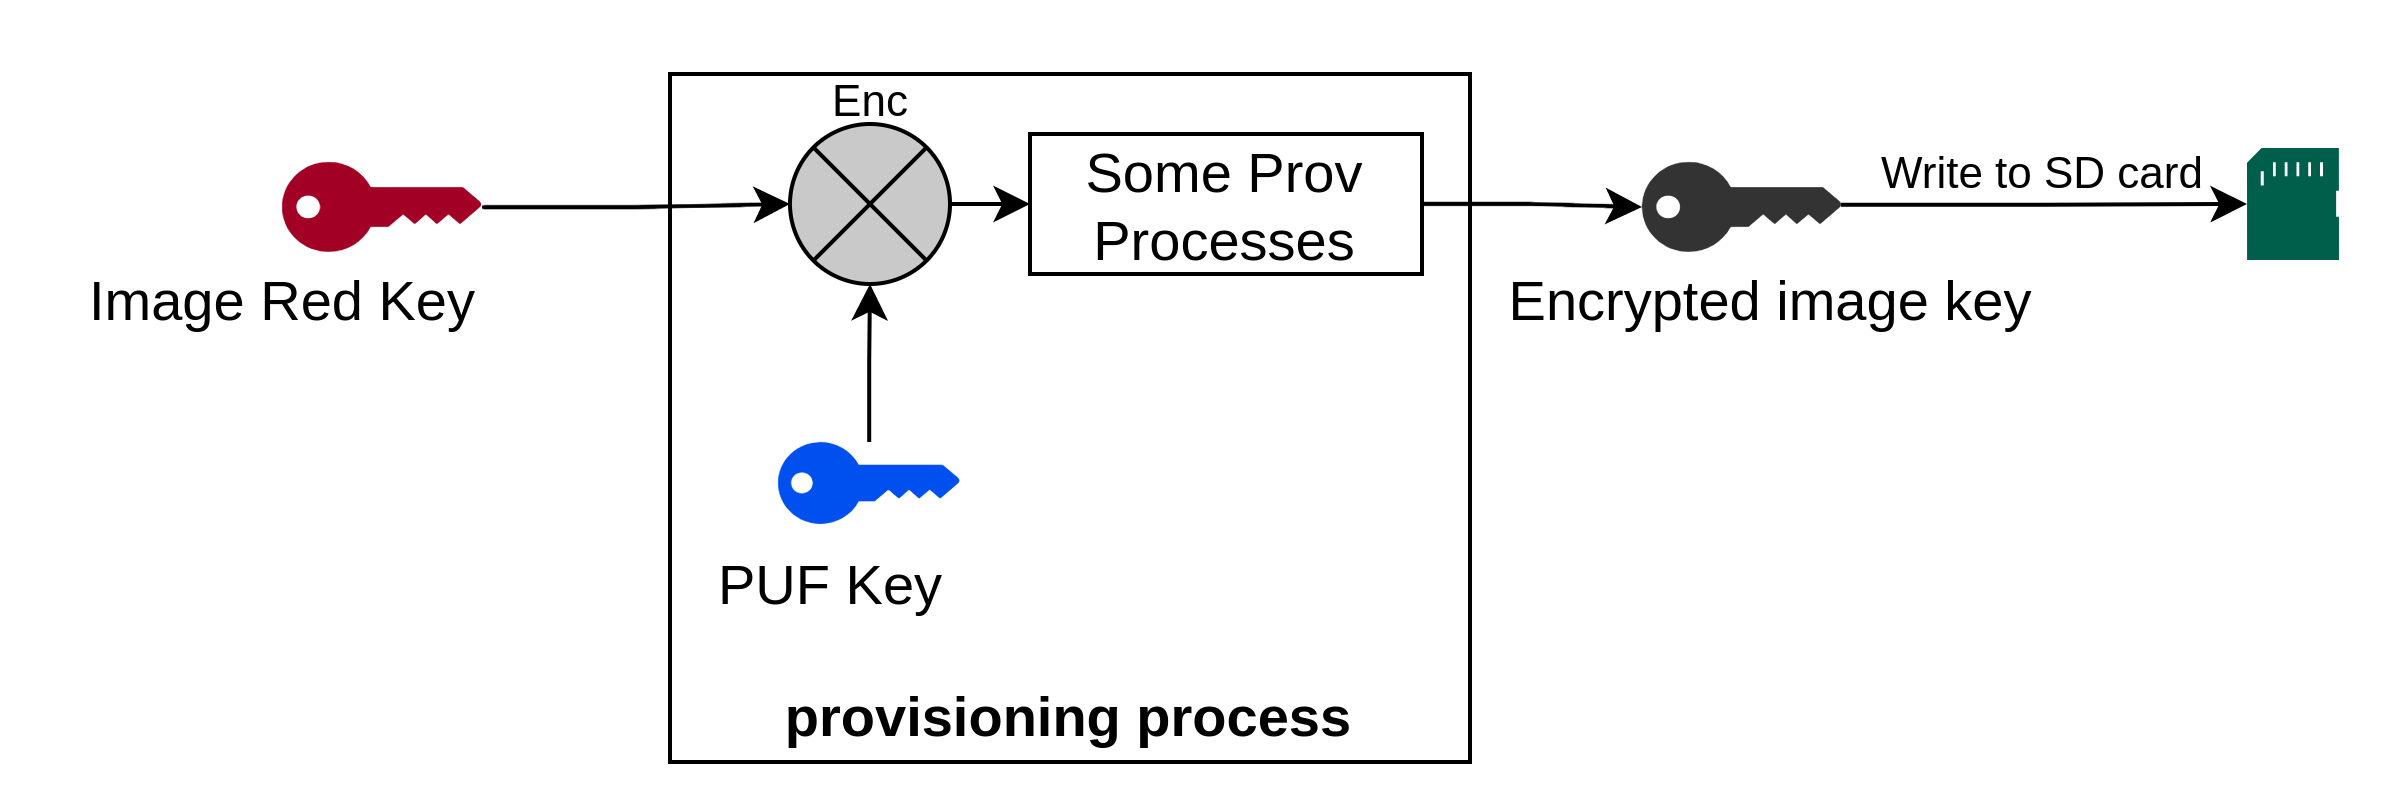 Enc
Some Prov
Processes
Write to SD card
Image Red Key
Encrypted image key
PUF Key
provisioning process